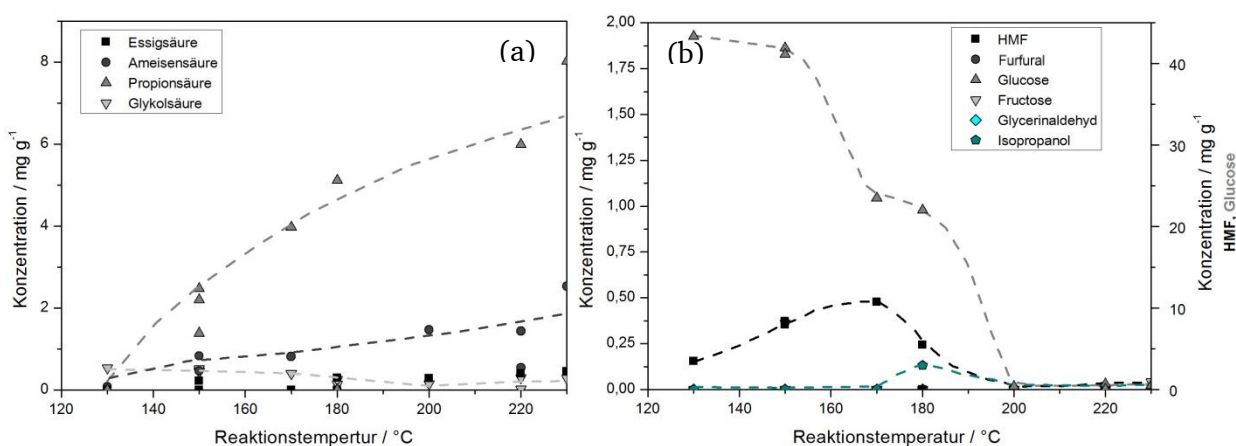 Konzentration / mg g⁻¹
8
6
4
2
0
120 140 160 180 200 220
Reaktionstempertur / °C
Essigsäure
Ameisensäure
Propionsäure
Glykolsäure
(a)
Konzentration / mg g⁻¹
2,00
1,75
1,50
1,25
1,00
0,75
0,50
0,25
0,00
120 140 160 180 200 220
Reaktionstemperatur / °C
(b)
HMF
Furfural
Glucose
Fructose
Glycerinaldehyd
Isopropanol
40
30
20
10
0
Konzentration / mg g⁻¹
HMF, Glucose